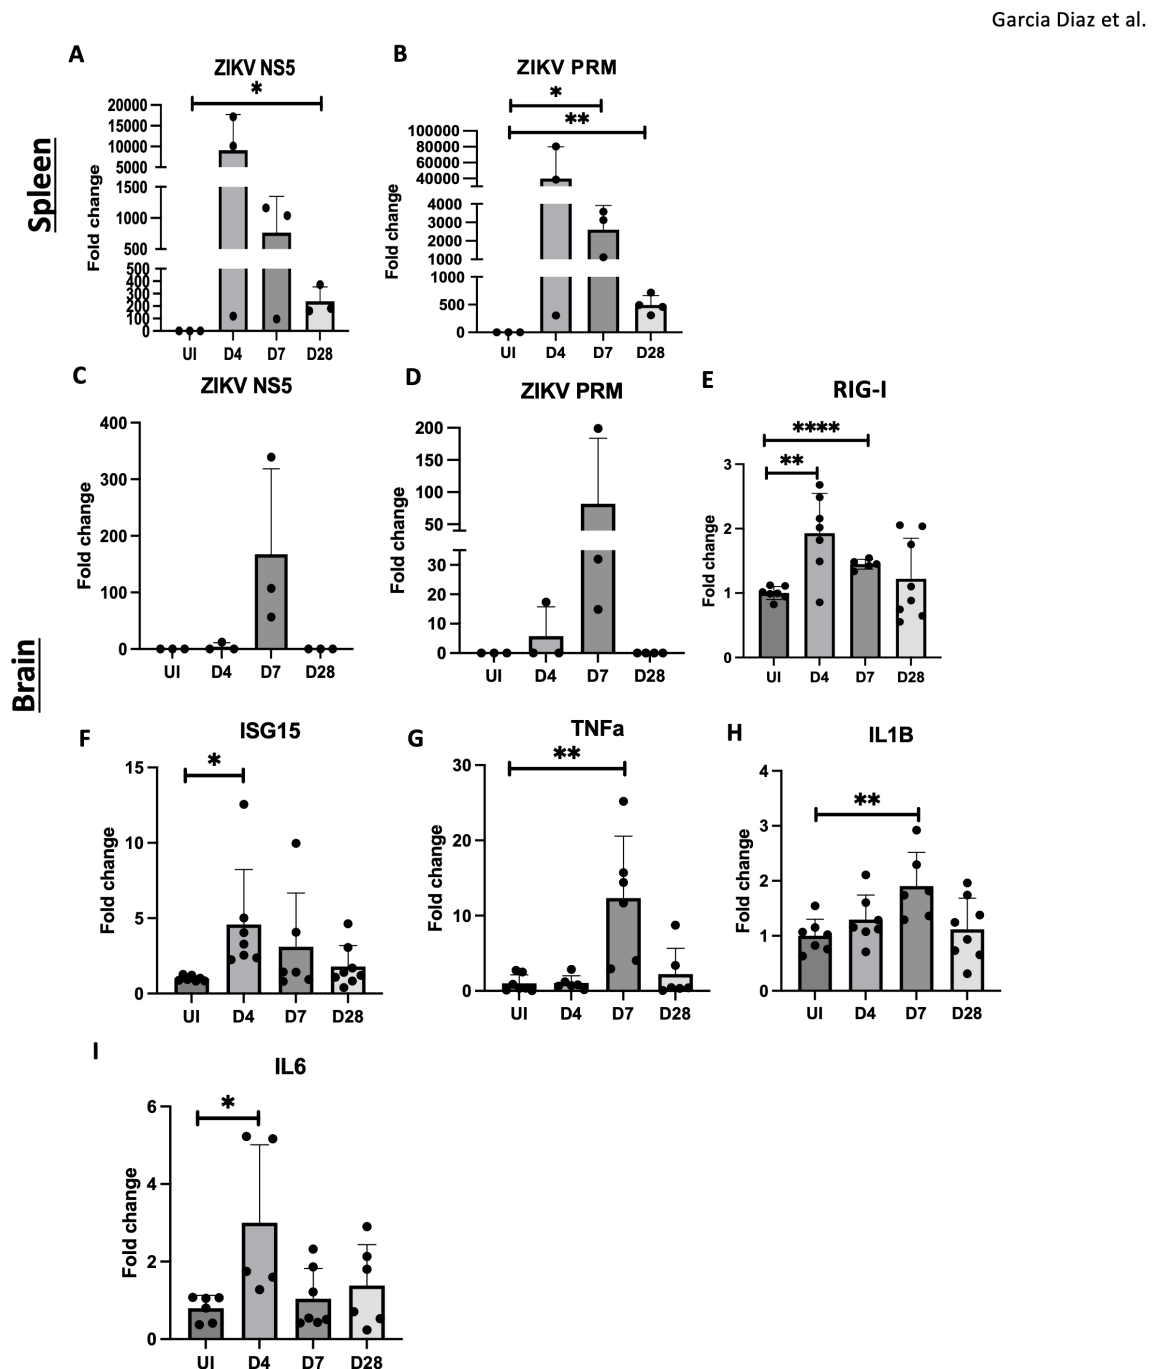 Garcia Diaz et al.
Spleen
A
ZIKV NS5
*
20000
15000
10000
5000
1500
1000
500
500
400
300
200
100
0
Fold change
UI D4 D7 D28
B
ZIKV PRM
*
**
100000
80000
60000
40000
4000
3000
2000
1000
1000
500
0
Fold change
UI D4 D7 D28
Brain
C
ZIKV NS5
400
300
200
100
0
Fold change
UI D4 D7 D28
D
ZIKV PRM
200
150
100
50
30
20
10
0
Fold change
UI D4 D7 D28
E
RIG-I
****
**
3
2
1
0
Fold change
UI D4 D7 D28
F
ISG15
*
15
10
5
0
Fold change
UI D4 D7 D28
G
TNFa
**
30
20
10
0
Fold change
UI D4 D7 D28
H
IL1B
**
4
3
2
1
0
Fold change
UI D4 D7 D28
I
IL6
*
6
4
2
0
Fold change
UI D4 D7 D28